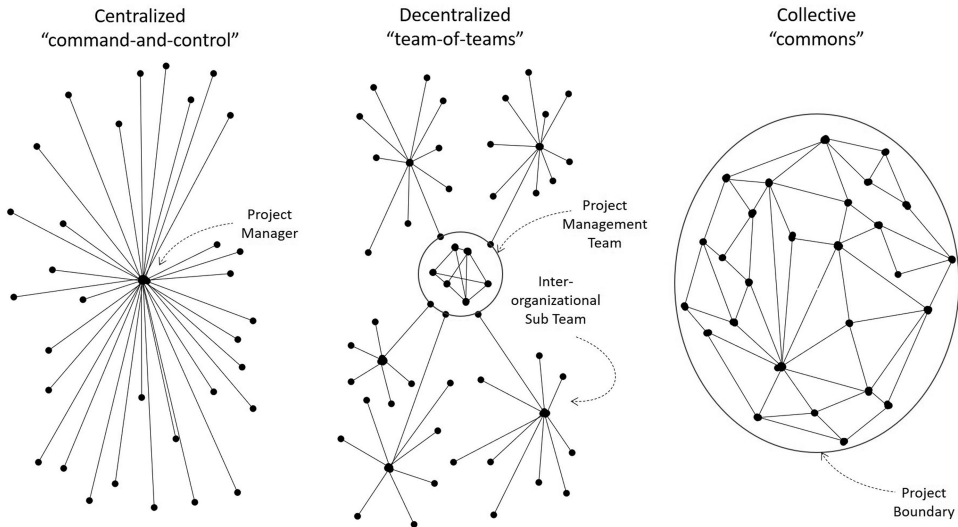 Centralized
“command-and-control”
Decentralized
“team-of-teams”
Collective
“commons”
Project
Manager
Project
Management
Team
Inter-
organizational
Sub Team
Project
Boundary